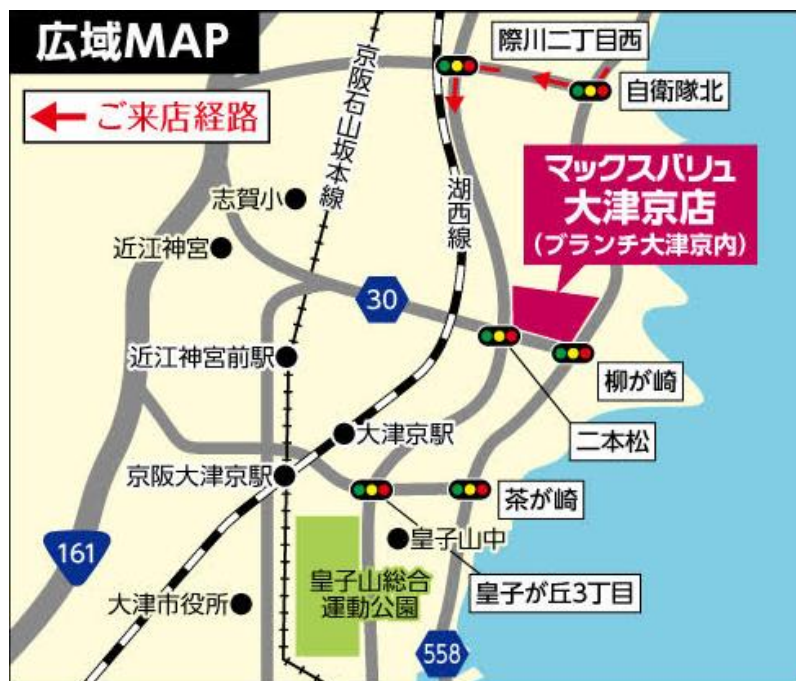 広域MAP
← ご来店経路
際川二丁目西
自衛隊北
京阪石山坂本線
湖西線
志賀小
近江神宮
マックスバリュ
大津京店
(ブランチ大津京内)
30
近江神宮前駅
柳が崎
二本松
大津京駅
京阪大津京駅
茶が崎
皇子山中
161
皇子山総合
運動公園
皇子が丘3丁目
大津市役所
558